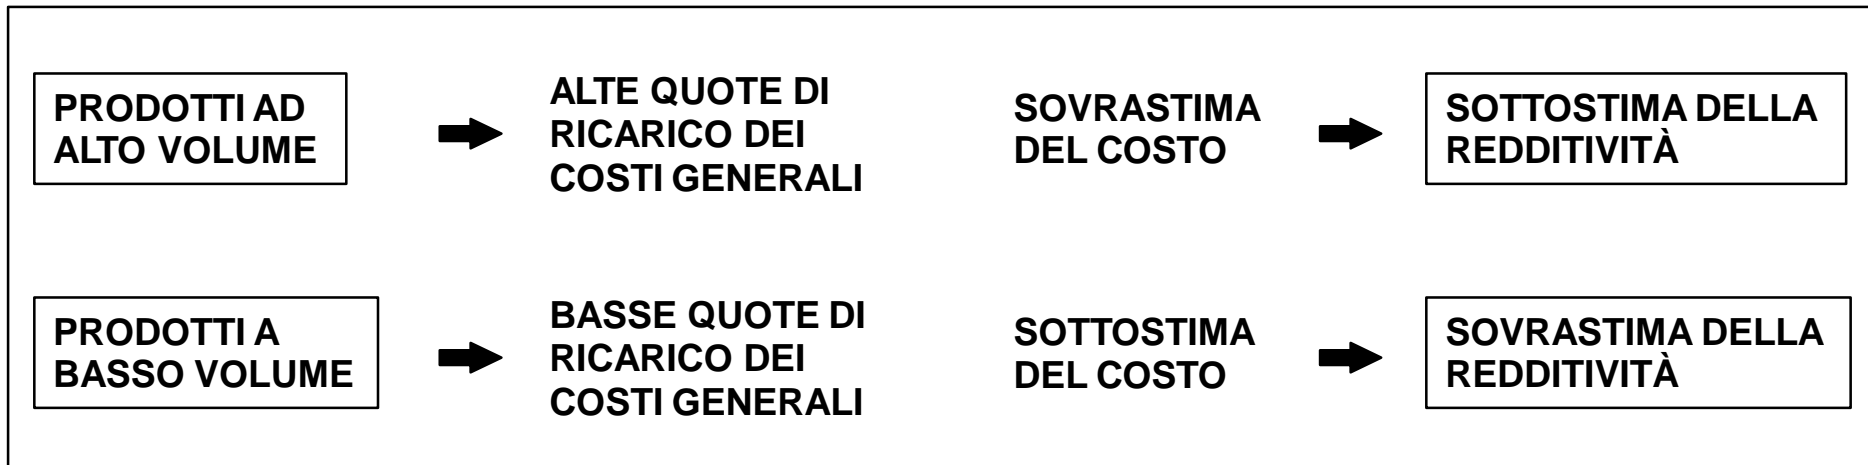 PRODOTTI AD
ALTO VOLUME
ALTE QUOTE DI
RICARICO DEI
COSTI GENERALI
SOVRASTIMA
DEL COSTO
SOTTOSTIMA DELLA
REDDITIVITÀ
PRODOTTI A
BASSO VOLUME
BASSE QUOTE DI
RICARICO DEI
COSTI GENERALI
SOTTOSTIMA
DEL COSTO
SOVRASTIMA DELLA
REDDITIVITÀ